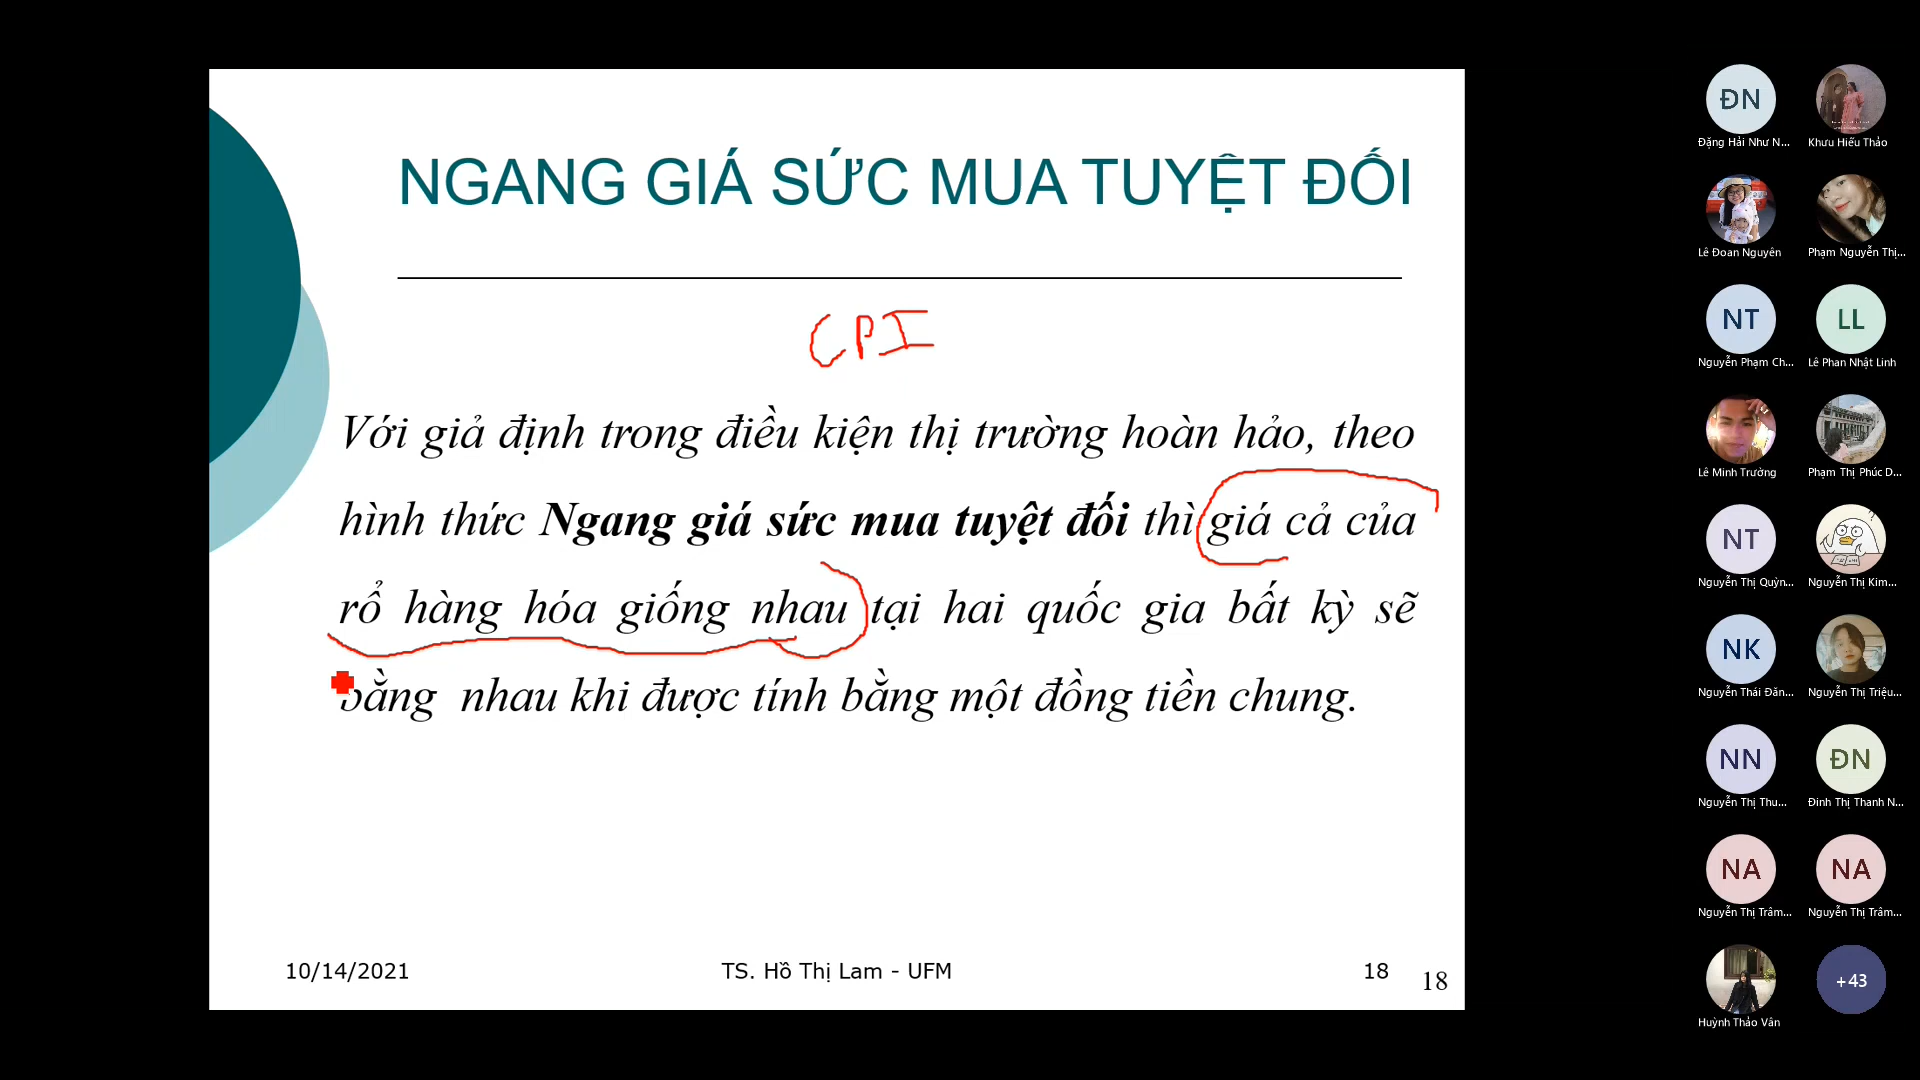 NGANG GIÁ SỨC MUA TUYỆT ĐỐI
CPI
Với giả định trong điều kiện thị trường hoàn hảo, theo
hình thức Ngang giá sức mua tuyệt đối thì giá cả của
rổ hàng hóa giống nhau tại hai quốc gia bất kỳ sẽ
bằng nhau khi được tính bằng một đồng tiền chung.
10/14/2021
TS. Hồ Thị Lam - UFM
18
18
ĐN
Đặng Hải Như N...
Khưu Hiếu Thảo
Lê Đoan Nguyên
Phạm Nguyễn Thị...
NT
Nguyễn Phạm Ch...
LL
Lê Phan Nhật Linh
Lê Minh Trường
Phạm Thị Phúc D...
NT
Nguyễn Thị Quỳn...
Nguyễn Thị Kim...
NK
Nguyễn Thái Đăn...
Nguyễn Thị Triệu...
NN
Nguyễn Thị Thu...
ĐN
Đinh Thị Thanh N...
NA
Nguyễn Thị Trâm...
NA
Nguyễn Thị Trâm...
Huỳnh Thảo Vân
+43